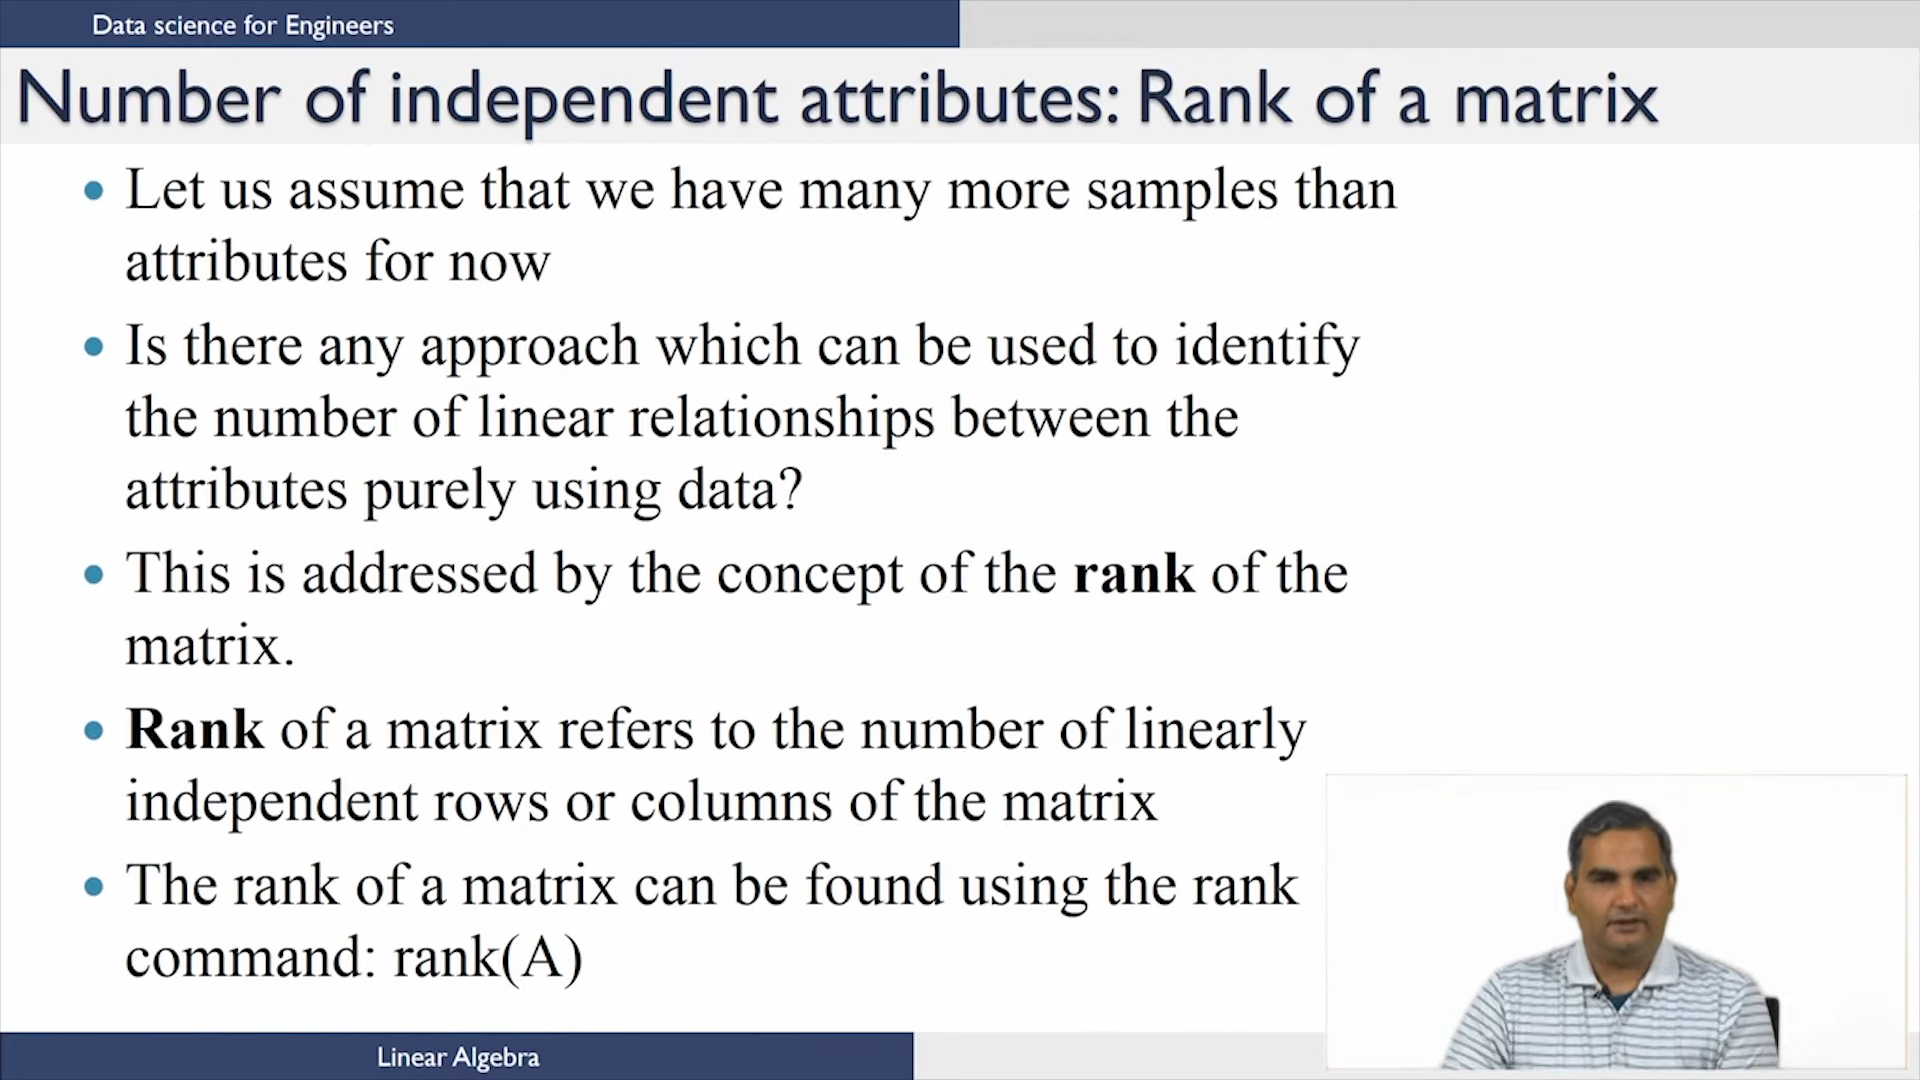 Data science for Engineers
Number of independent attributes: Rank of a matrix
• Let us assume that we have many more samples than
attributes for now
• Is there any approach which can be used to identify
the number of linear relationships between the
attributes purely using data?
• This is addressed by the concept of the rank of the
matrix.
• Rank of a matrix refers to the number of linearly
independent rows or columns of the matrix
• The rank of a matrix can be found using the rank
command: rank(A)
Linear Algebra